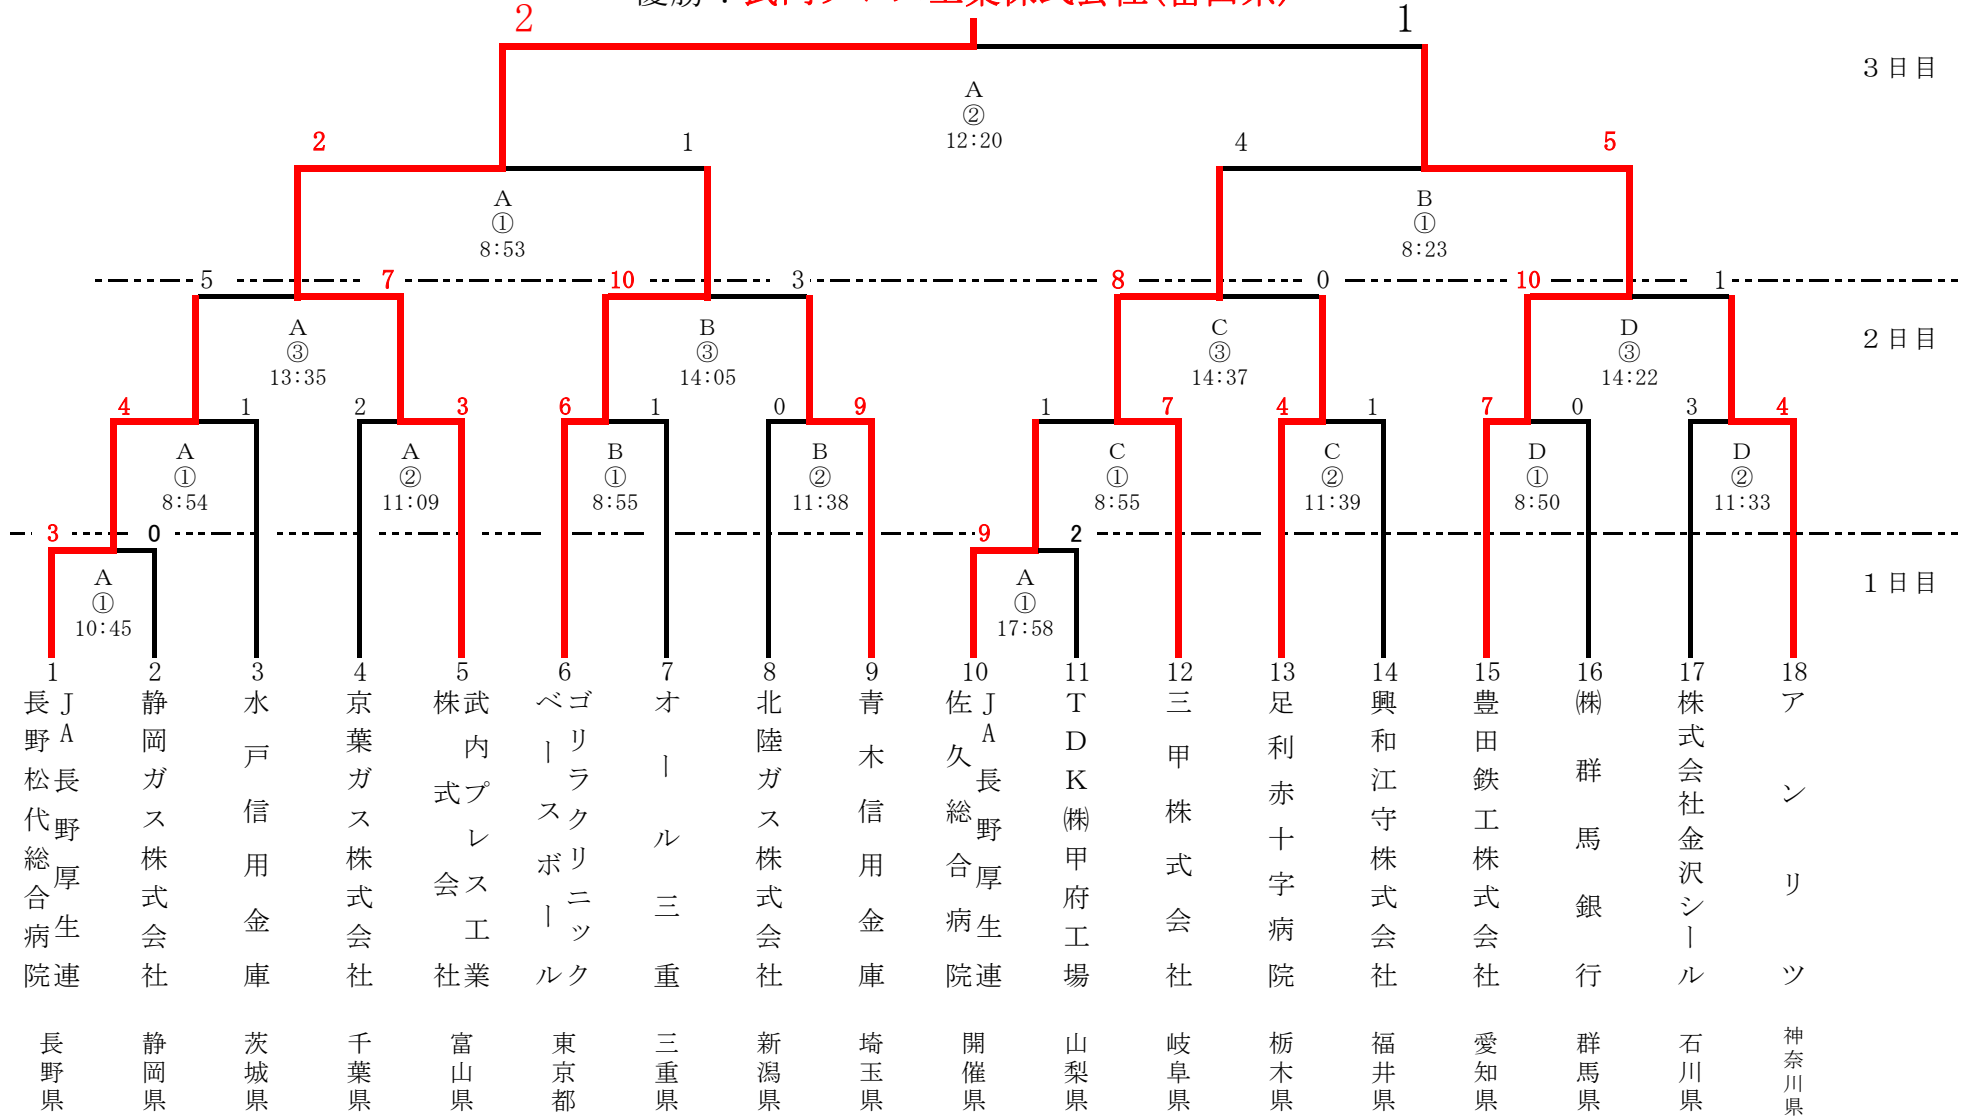 優勝：武内プレス工業株式会社(富山県)
2
1
3日目
A
②
12:20
2
1
4
5
A
①
8:53
B
①
8:23
5
7
10
3
8
0
10
1
2日目
A
③
13:35
B
③
14:05
C
③
14:37
D
③
14:22
4
1
2
3
6
1
0
9
1
7
4
1
7
0
3
4
A
①
8:54
A
②
11:09
B
①
8:55
B
②
11:38
C
①
8:55
C
②
11:39
D
①
8:50
D
②
11:33
3
0
9
2
1日目
A
①
10:45
A
①
17:58
1
2
3
4
5
6
7
8
9
10
11
12
13
14
15
16
17
18
JA長野厚生連
長野松代総合病院
静岡ガス株式会社
水戸信用金庫
京葉ガス株式会社
武内プレス工業
株式会社
ゴリラクリニック
ベースボール
オール三重
北陸ガス株式会社
青木信用金庫
JA長野厚生連
佐久総合病院
TDK㈱甲府工場
三甲株式会社
足利赤十字病院
興和江守株式会社
豊田鉄工株式会社
㈱群馬銀行
株式会社金沢シール
アンリツ
長野県
静岡県
茨城県
千葉県
富山県
東京都
三重県
新潟県
埼玉県
開催県
山梨県
岐阜県
栃木県
福井県
愛知県
群馬県
石川県
神奈川県